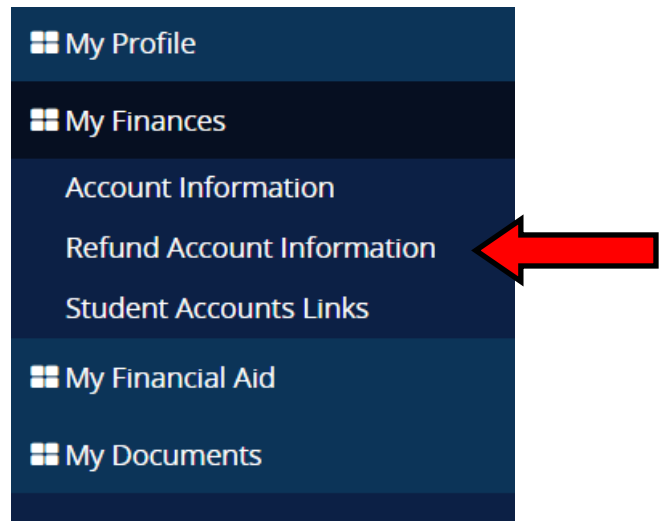 My Profile
My Finances
Account Information
Refund Account Information
Student Accounts Links
My Financial Aid
My Documents